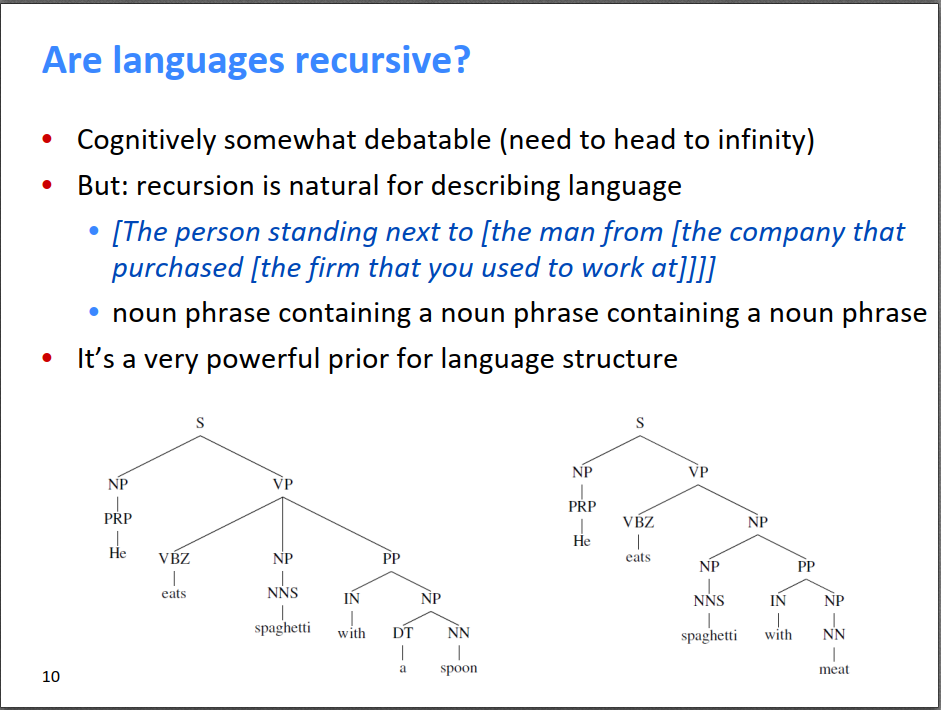 Are languages recursive?
• Cognitively somewhat debatable (need to head to infinity)
• But: recursion is natural for describing language
• [The person standing next to [the man from [the company that
purchased [the firm that you used to work at]]]]
• noun phrase containing a noun phrase containing a noun phrase
• It's a very powerful prior for language structure
S
NP VP
PRP
He
VBZ NP PP
eats NNS IN NP
spaghetti with DT NN
a spoon
S
NP VP
PRP
He
VBZ NP
eats
NP PP
NNS IN NP
spaghetti with NN
meat
10